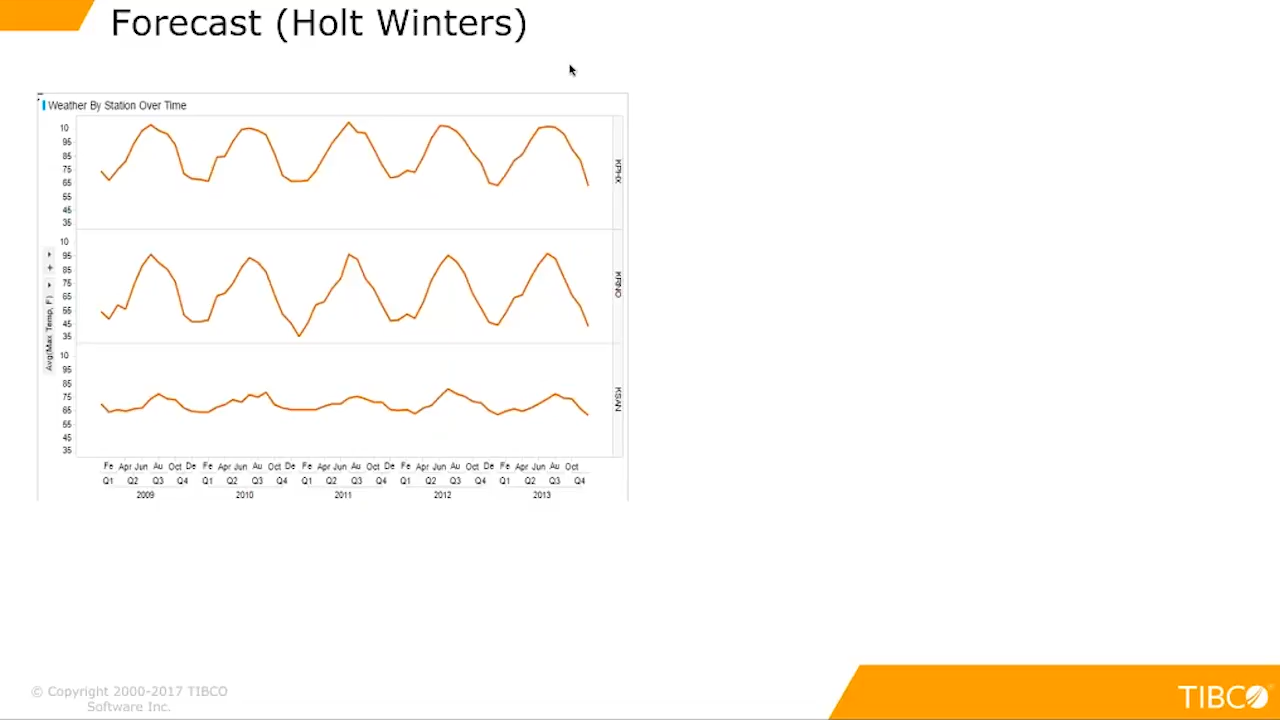 Forecast (Holt Winters)
Weather By Station Over Time
10
95
85
75
65
55
45
35
KPHX
10
95
85
75
65
55
45
35
KRNO
10
95
85
75
65
55
45
35
KSAN
Avg(Max Temp, F)
Fe Apr Jun Au Oct De Fe Apr Jun Au Oct De Fe Apr Jun Au Oct De Fe Apr Jun Au Oct De Fe Apr Jun Au Oct
Q1 Q2 Q3 Q4 Q1 Q2 Q3 Q4 Q1 Q2 Q3 Q4 Q1 Q2 Q3 Q4 Q1 Q2 Q3 Q4
2009 2010 2011 2012 2013
© Copyright 2000-2017 TIBCO
Software Inc.
TIBCO